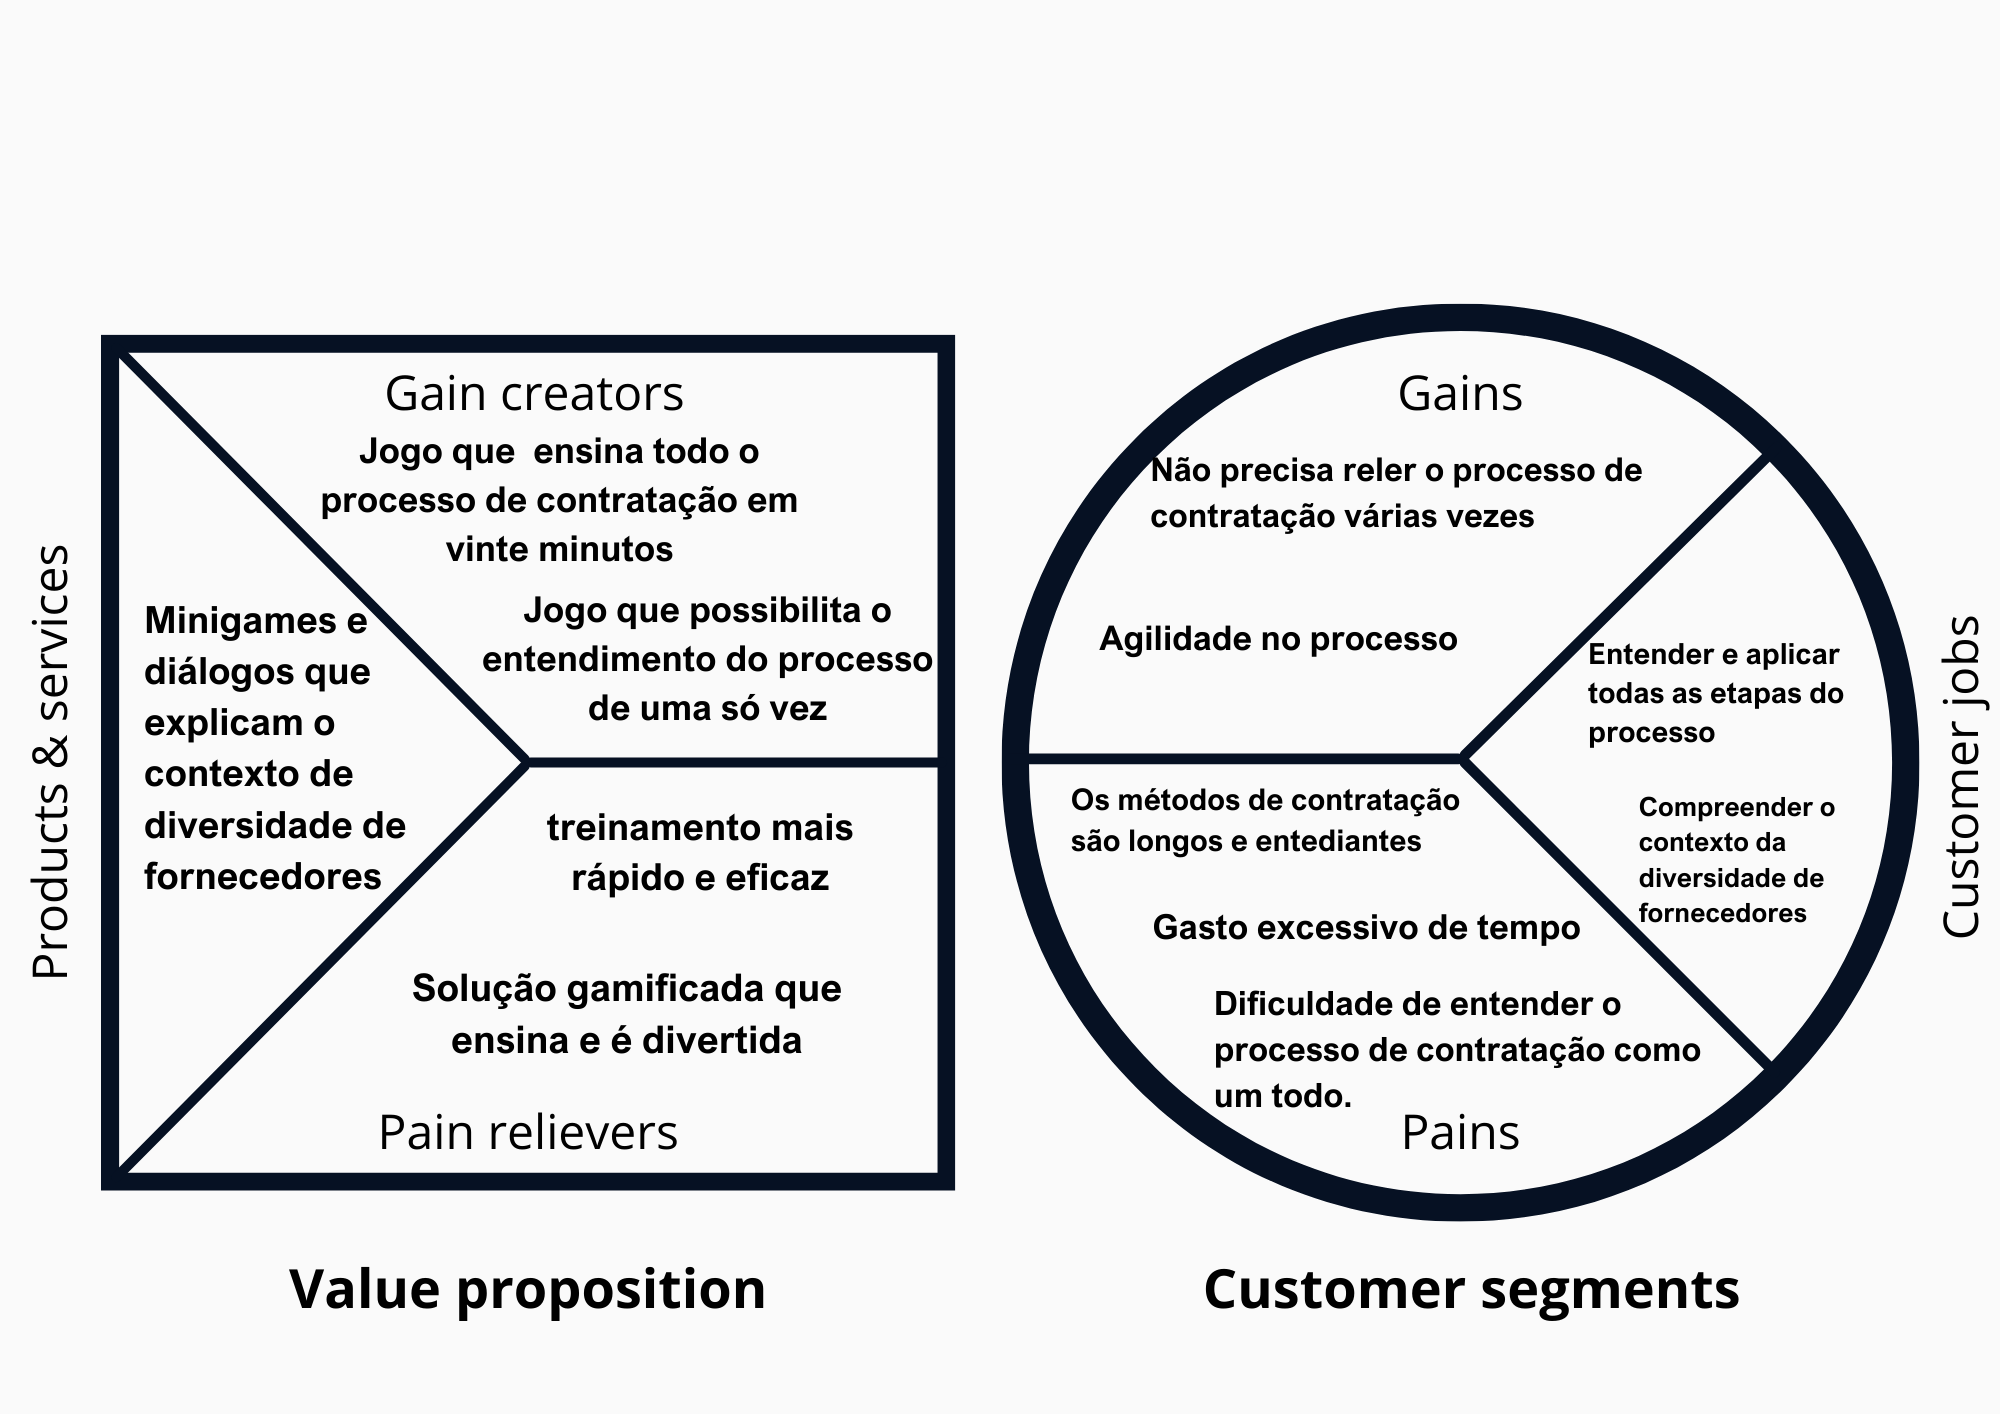 Products & services
Gain creators
Jogo que  ensina todo o
processo de contratação em
vinte minutos
Jogo que possibilita o
entendimento do processo
de uma só vez
Minigames e
diálogos que
explicam o
contexto de
diversidade de
fornecedores
treinamento mais
rápido e eficaz
Solução gamificada que
ensina e é divertida
Pain relievers
Value proposition
Gains
Não precisa reler o processo de
contratação várias vezes
Agilidade no processo
Entender e aplicar
todas as etapas do
processo
Compreender o
contexto da
diversidade de
fornecedores
Customer jobs
Os métodos de contratação
são longos e entediantes
Gasto excessivo de tempo
Dificuldade de entender o
processo de contratação como
um todo.
Pains
Customer segments